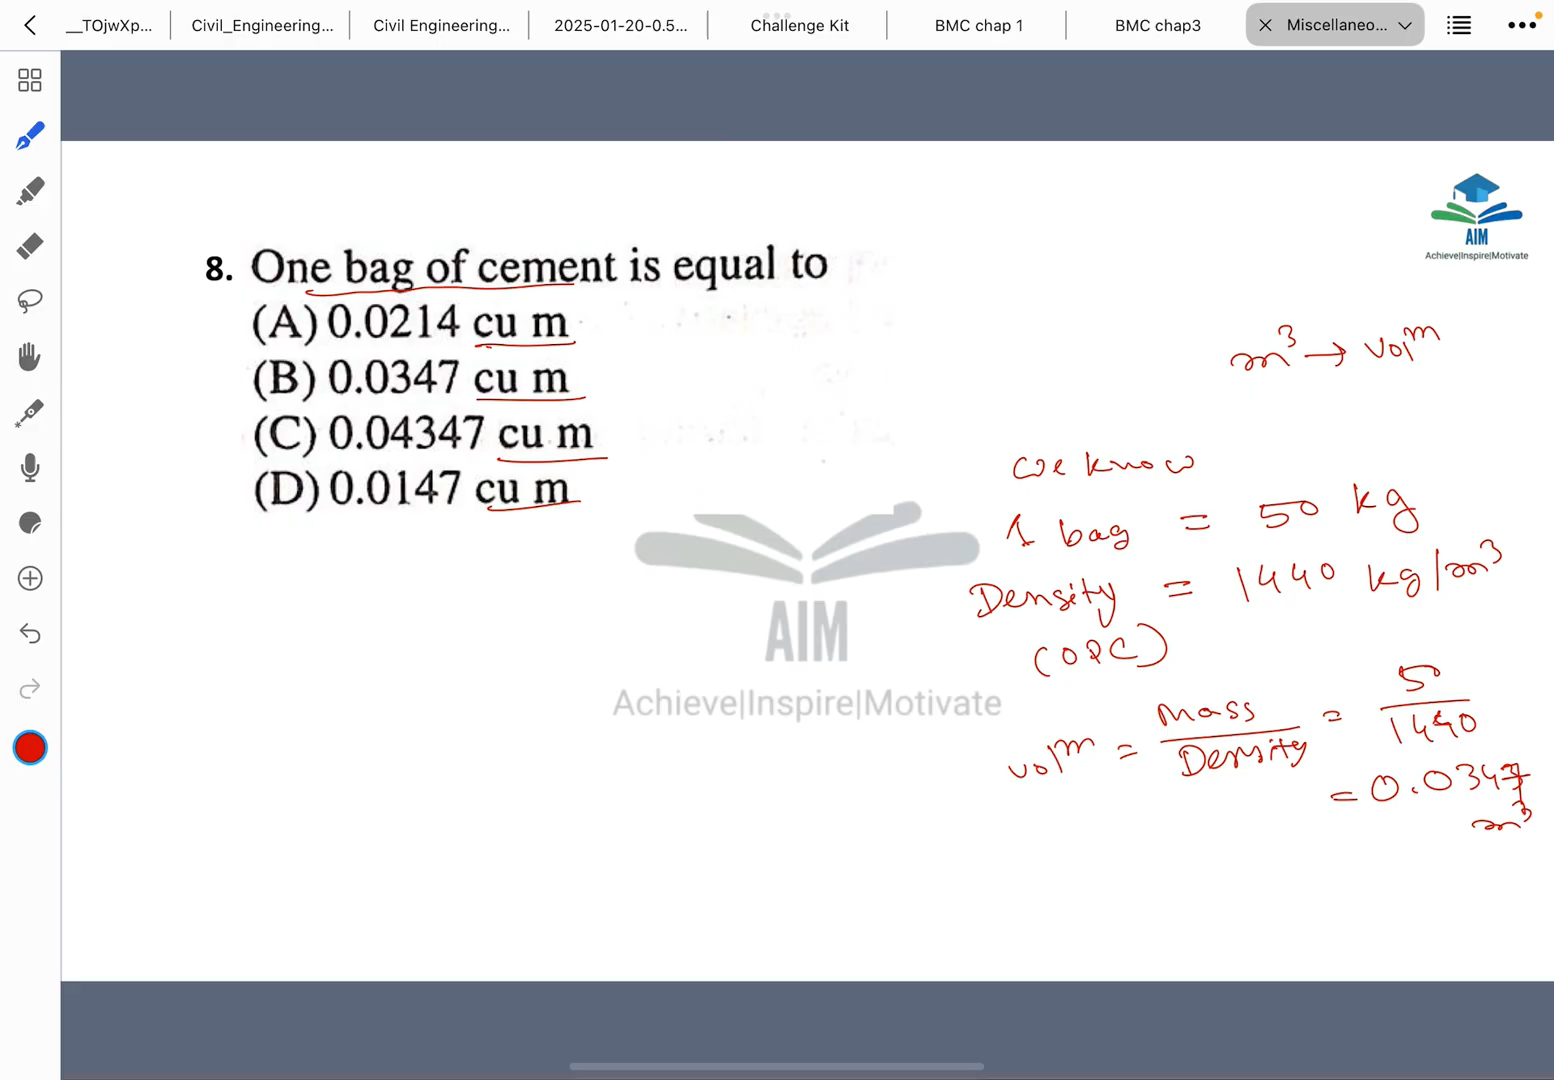 __TOjwXp... Civil_Engineering... Civil Engineering... 2025-01-20-0.5... Challenge Kit BMC chap 1 BMC chap3 Miscellaneo...
AIM
Achieve|Inspire|Motivate
8. One bag of cement is equal to
(A) 0.0214 cu m
(B) 0.0347 cu m
(C) 0.04347 cu m
(D) 0.0147 cu m
m³ → volᵐ
we know
1 bag = 50 kg
Density = 1440 kg/m³
(OPC)
volᵐ = Mass / Density = 50 / 1440
= 0.0347
m³
AIM
Achieve|Inspire|Motivate